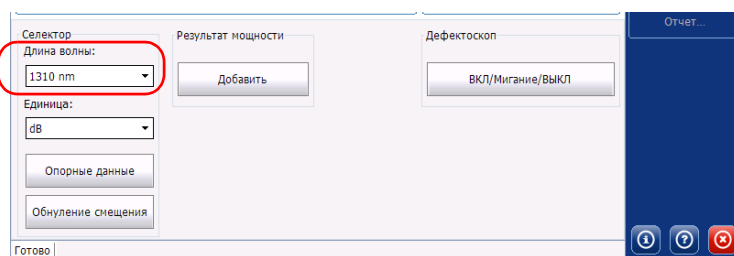 Отчет...
Селектор
Длина волны:
1310 nm
Единица:
dB
Опорные данные
Обнуление смещения
Результат мощности
Добавить
Дефектоскоп
ВКЛ/Мигание/ВЫКЛ
Готово